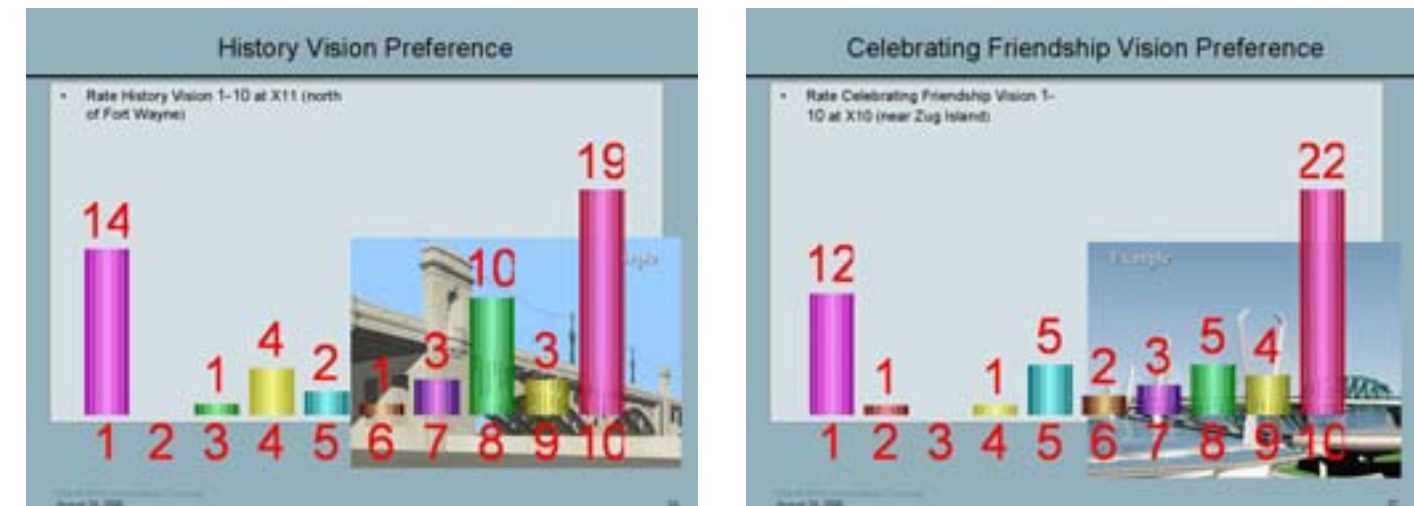 History Vision Preference
• Rate History Vision 1-10 at X11 (north
of Fort Wayne)
19
14
10
4
3
3
2
1
1
1 2 3 4 5 6 7 8 9 10
Celebrating Friendship Vision Preference
• Rate Celebrating Friendship Vision 1-
10 at X10 (near Zug Island)
Example
22
12
5
5
4
3
2
1
1
1 2 3 4 5 6 7 8 9 10